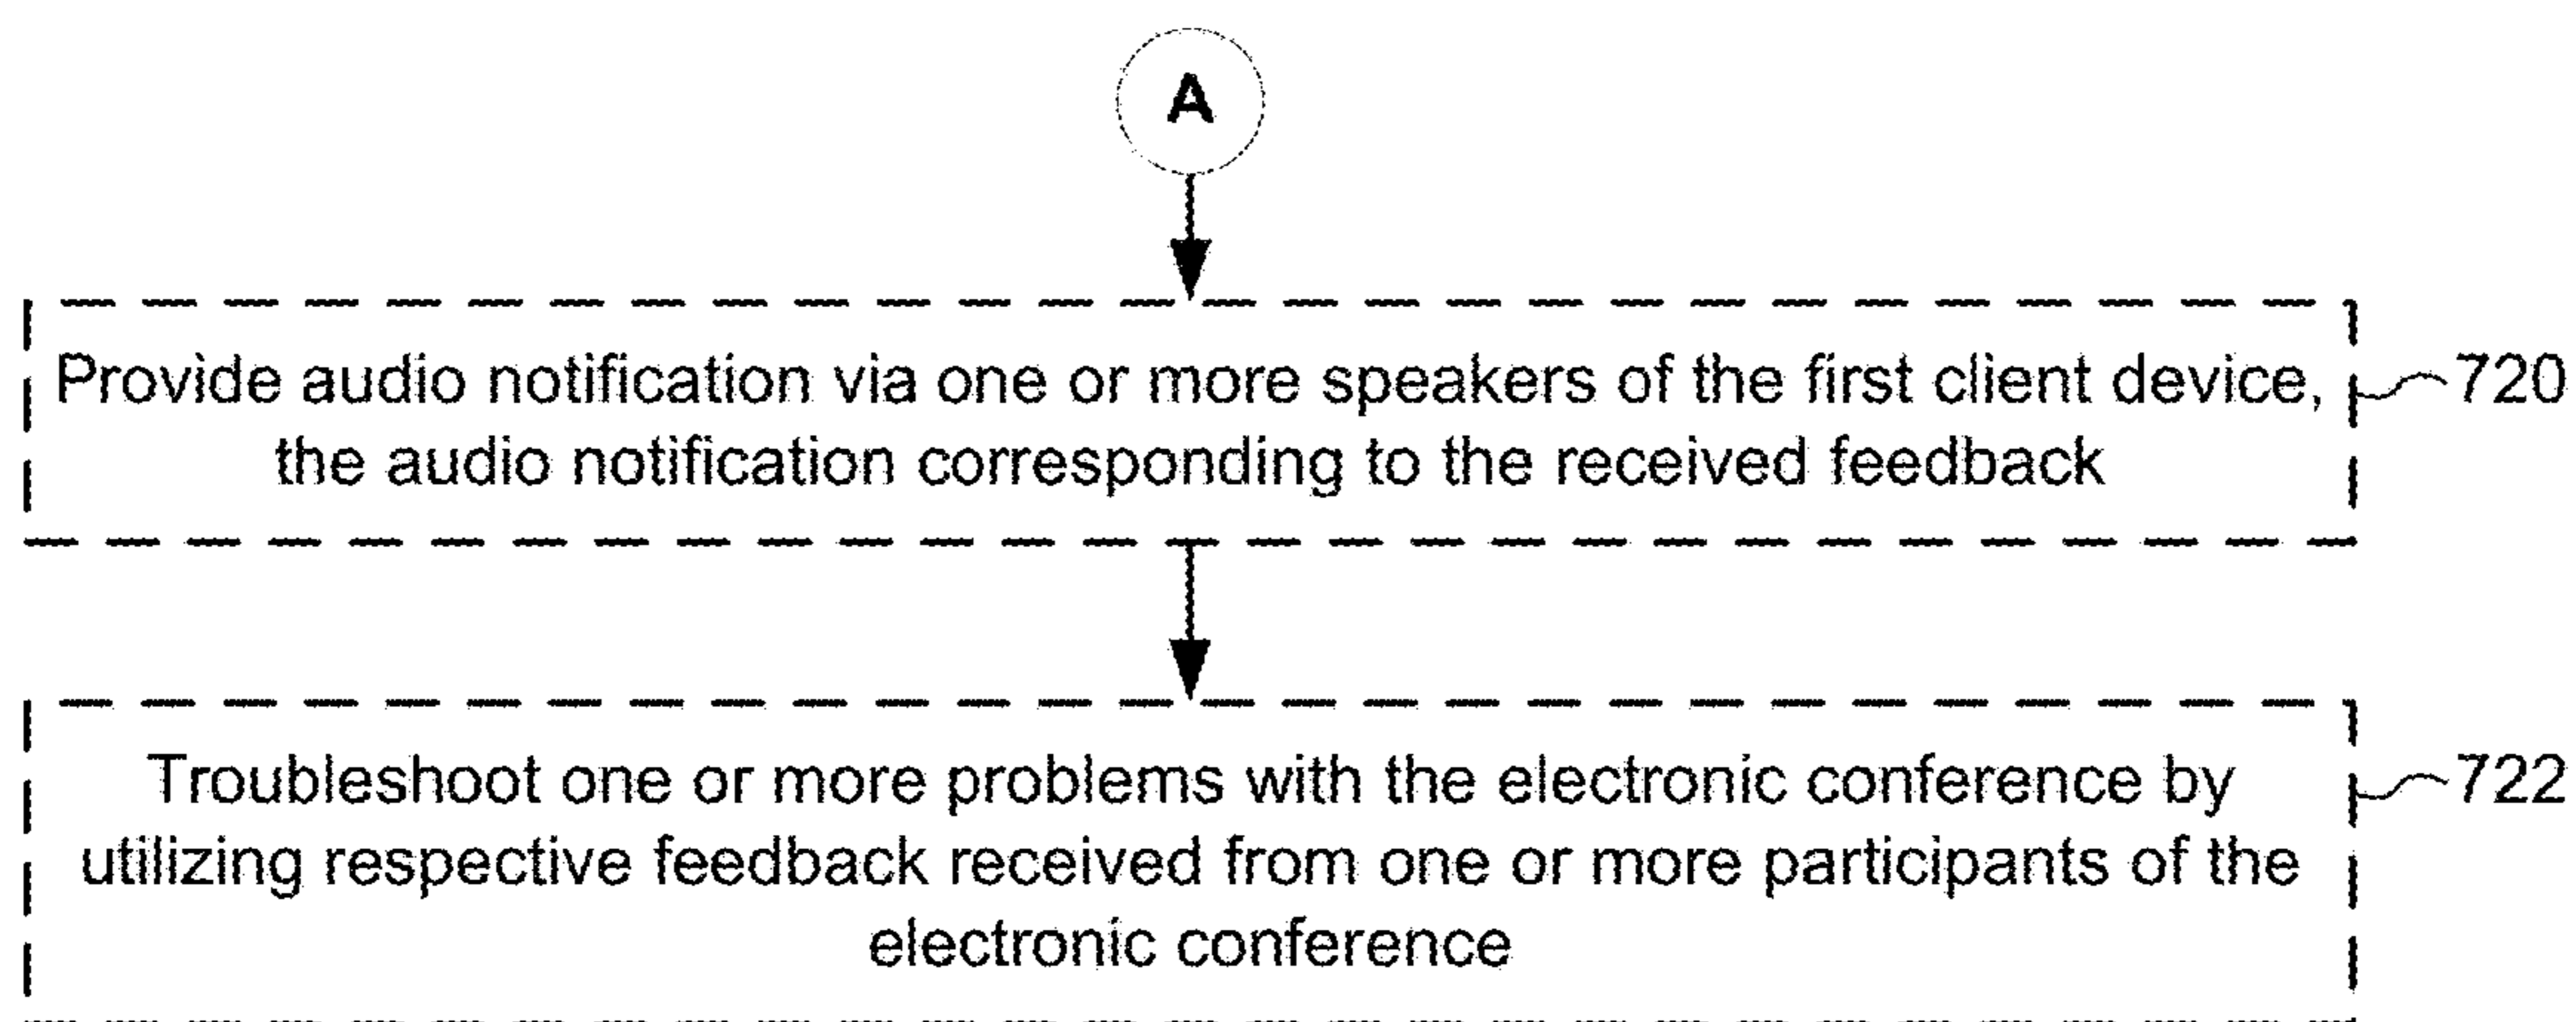 A
Provide audio notification via one or more speakers of the first client device,
720
the audio notification corresponding to the received feedback
Troubleshoot one or more problems with the electronic conference by
722
utilizing respective feedback received from one or more participants of the
electronic conference